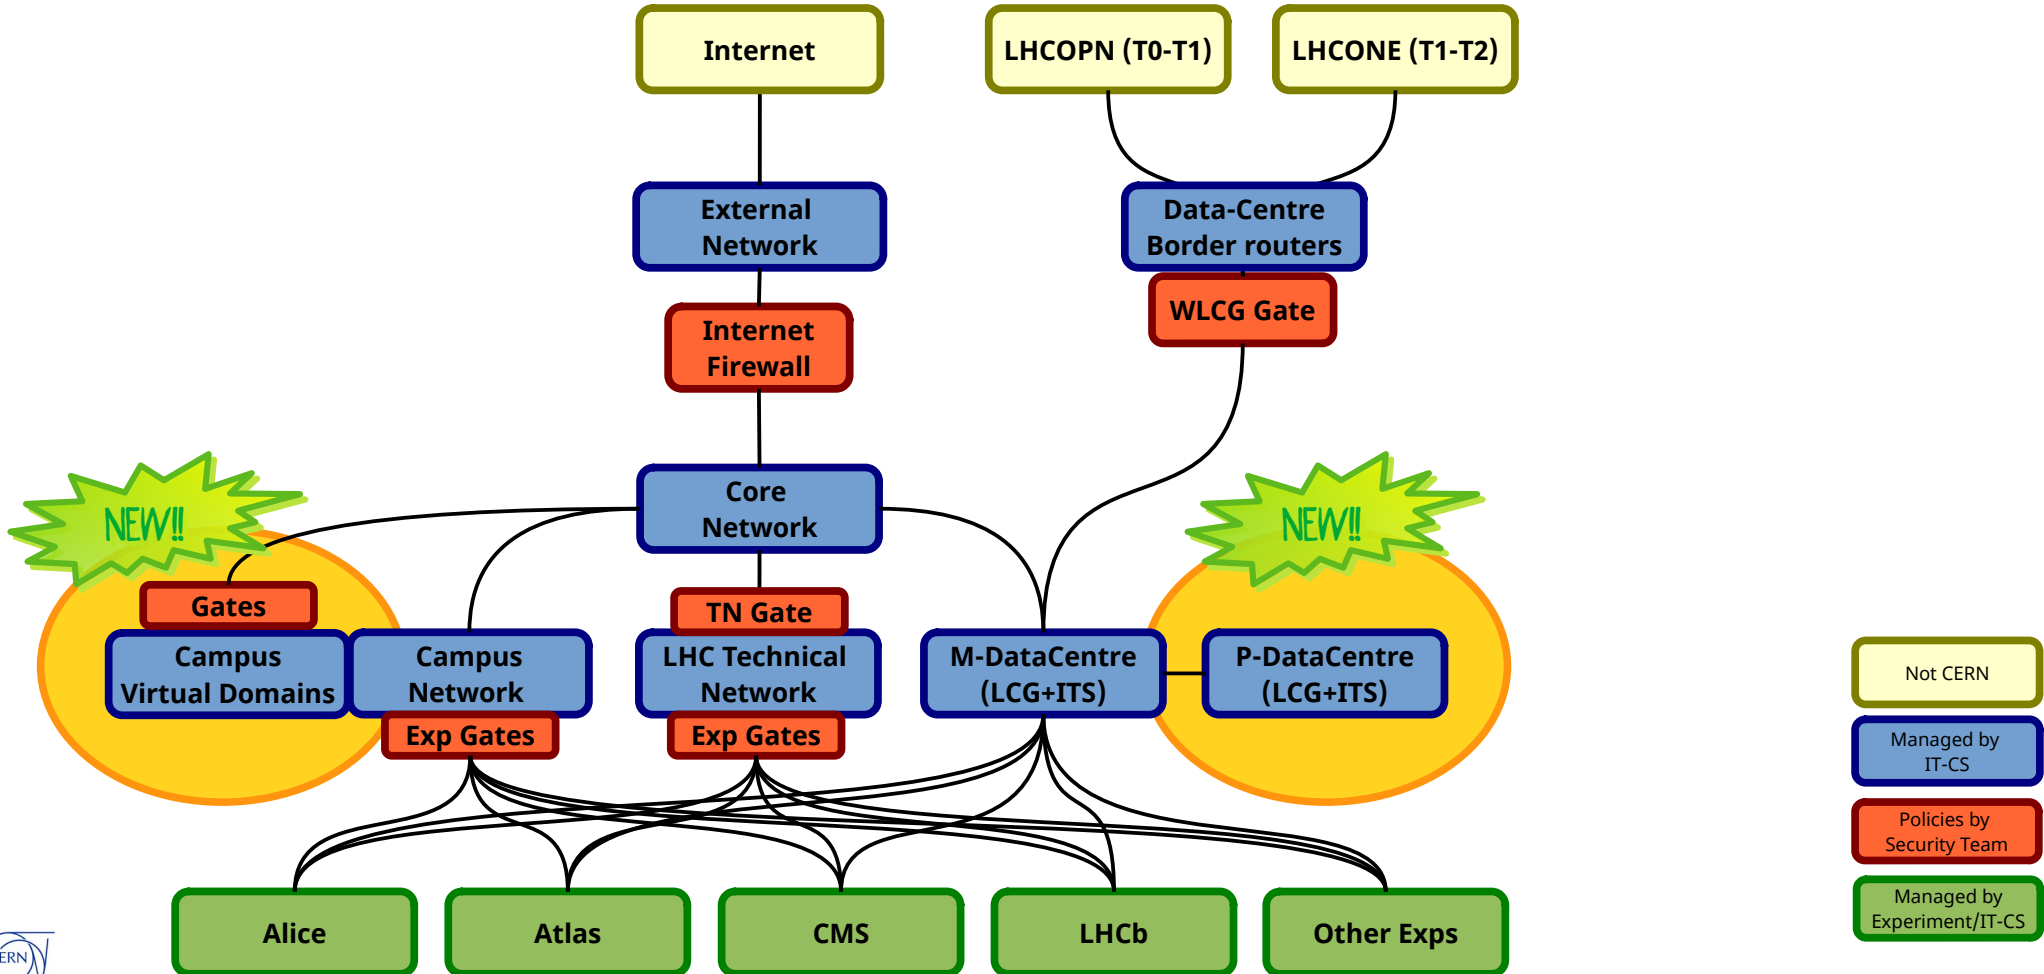 Internet
LHCOPN (T0-T1)
LHCONE (T1-T2)
External
Network
Data-Centre
Border routers
WLCG Gate
Internet
Firewall
Core
Network
NEW!!
NEW!!
Gates
TN Gate
Campus
Virtual Domains
Campus
Network
LHC Technical
Network
M-DataCentre
(LCG+ITS)
P-DataCentre
(LCG+ITS)
Exp Gates
Exp Gates
Not CERN
Managed by
IT-CS
Policies by
Security Team
Managed by
Experiment/IT-CS
Alice
Atlas
CMS
LHCb
Other Exps
ERN